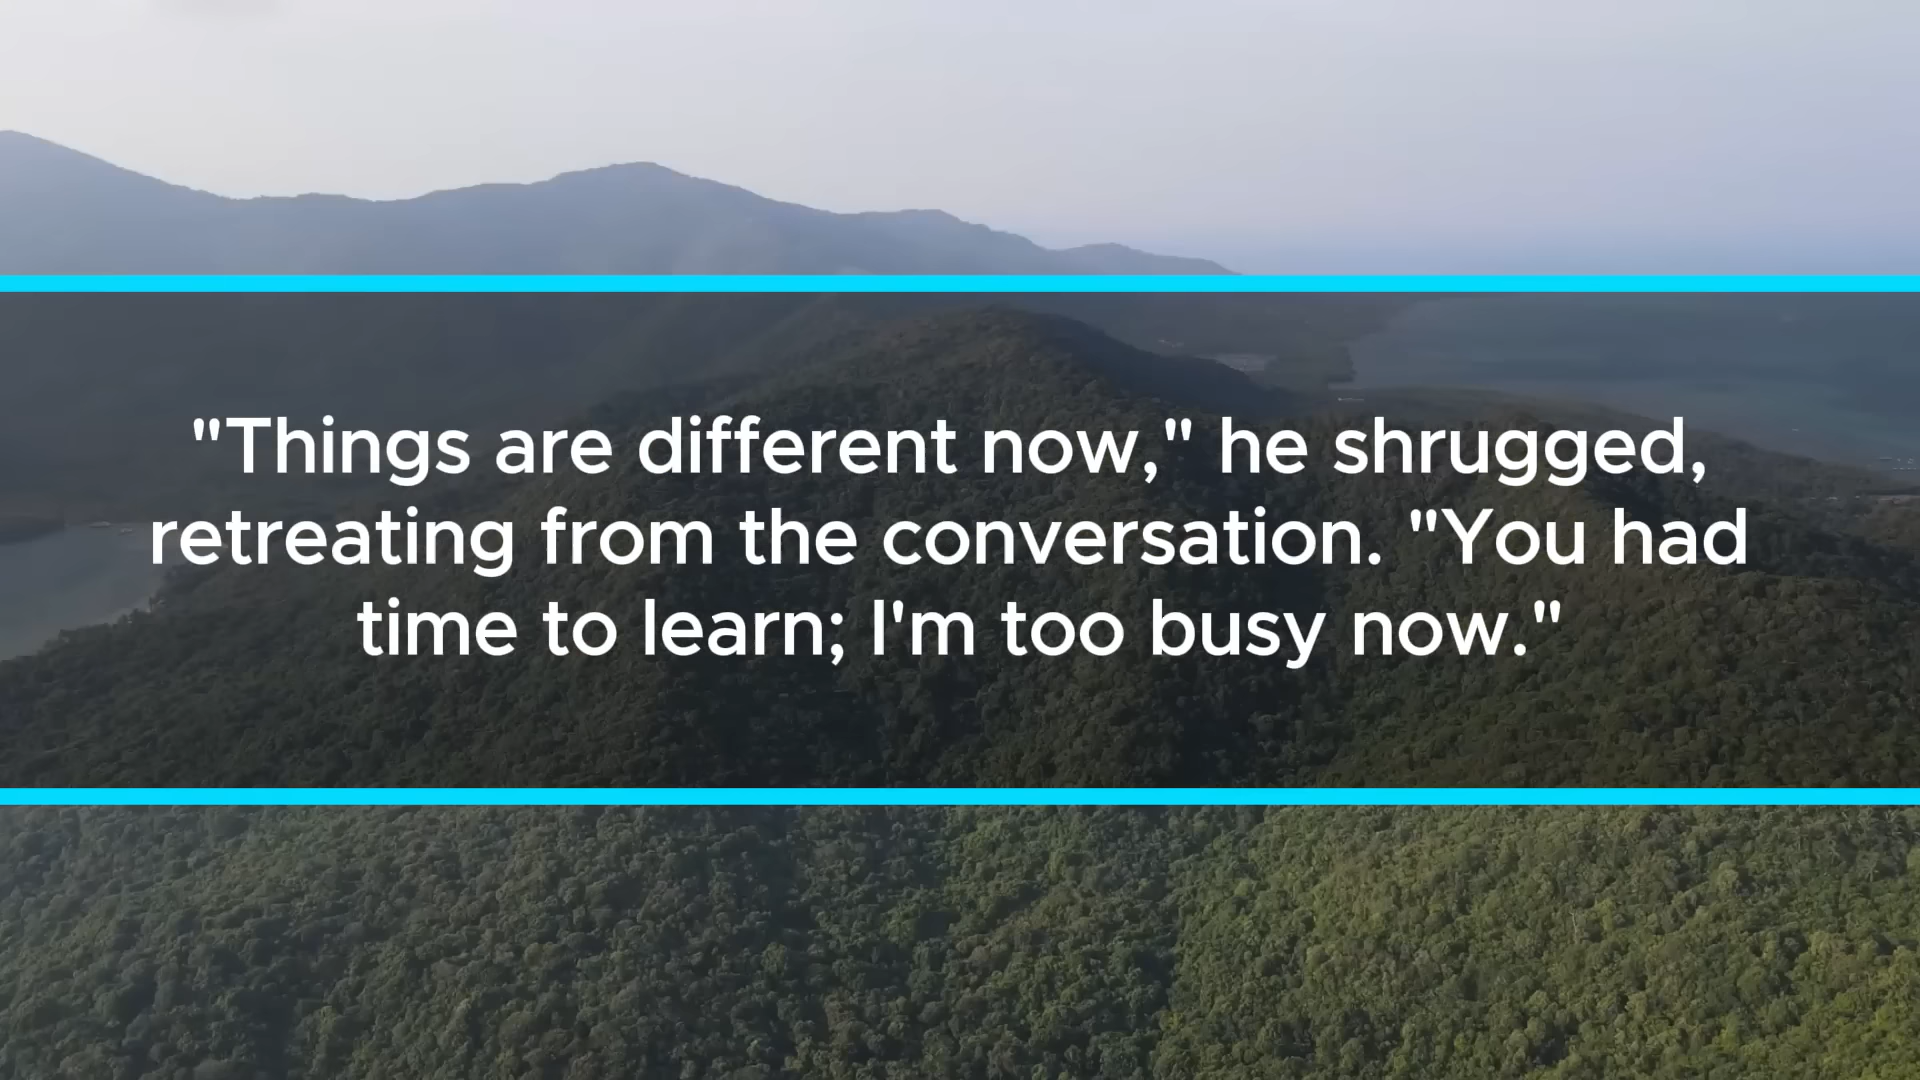 "Things are different now," he shrugged,
retreating from the conversation. "You had
time to learn; I'm too busy now."